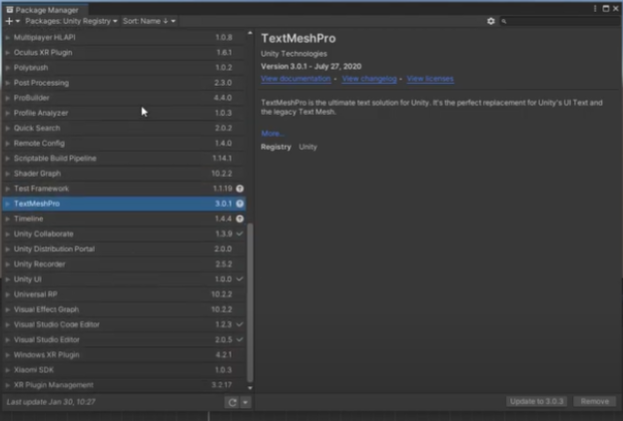 Package Manager
+ Packages: Unity Registry Sort: Name ↓
Multiplayer HLAPI 1.0.8
Oculus XR Plugin 1.6.1
Polybrush 1.0.2
Post Processing 2.3.0
ProBuilder 4.4.0
Profile Analyzer 1.0.3
Quick Search 2.0.2
Remote Config 1.4.0
Scriptable Build Pipeline 1.14.1
Shader Graph 10.2.2
Test Framework 1.1.19
TextMeshPro 3.0.1
Timeline 1.4.4
Unity Collaborate 1.3.9
Unity Distribution Portal 2.0.0
Unity Recorder 2.5.2
Unity UI 1.0.0
Universal RP 10.2.2
Visual Effect Graph 10.2.2
Visual Studio Code Editor 1.2.3
Visual Studio Editor 2.0.5
Windows XR Plugin 4.2.1
Xiaomi SDK 1.0.3
XR Plugin Management 3.2.17
Last update Jan 30, 10:27
TextMeshPro
Unity Technologies
Version 3.0.1 - July 27, 2020
View documentation • View changelog • View licenses
TextMeshPro is the ultimate text solution for Unity. It's the perfect replacement for Unity's UI Text and
the legacy Text Mesh.
More...
Registry Unity
Update to 3.0.3 Remove